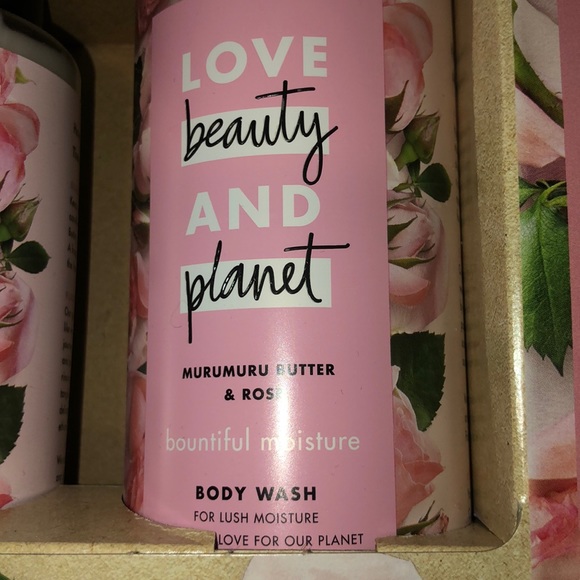 LOVE
beauty
AND
planet
MURUMURU BUTTER
& ROSE
bountiful moisture
BODY WASH
FOR LUSH MOISTURE
LOVE FOR OUR PLANET